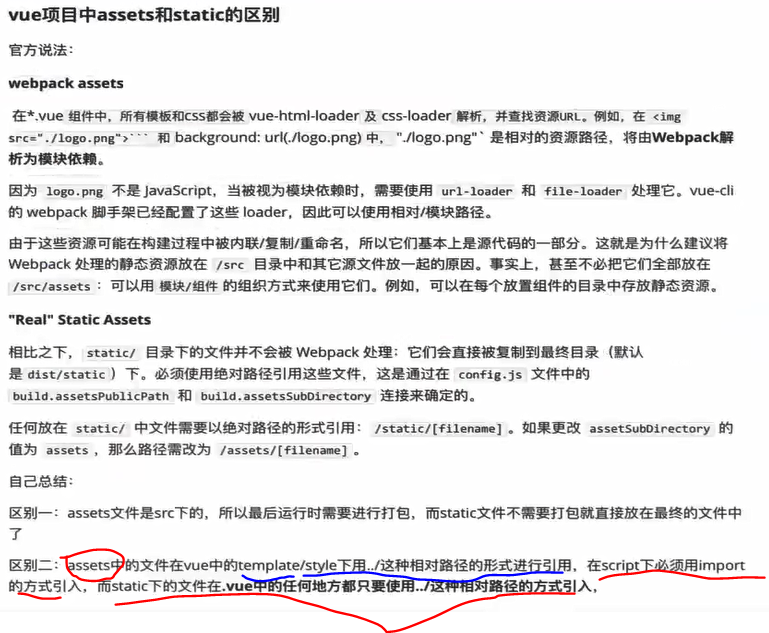 vue项目中assets和static的区别
官方说法：
webpack assets
在*.vue 组件中，所有模板和CSS都会被 vue-html-loader 及 css-loader 解析，并查找资源URL。例如，在 <img
src="./logo.png">``` 和 background: url(./logo.png) 中， "./logo.png"` 是相对的资源路径，将由Webpack解
析为模块依赖。
因为 logo.png 不是 JavaScript，当被视为模块依赖时，需要使用 url-loader 和 file-loader 处理它。vue-cli
的 webpack 脚手架已经配置了这些 loader，因此可以使用相对/模块路径。
由于这些资源可能在构建过程中被内联/复制/重命名，所以它们基本上是源代码的一部分。这就是为什么建议将
Webpack 处理的静态资源放在 /src 目录中和其它源文件放一起的原因。事实上，甚至不必把它们全部放在
/src/assets ：可以用 模块/组件 的组织方式来使用它们。例如，可以在每个放置组件的目录中存放静态资源。
"Real" Static Assets
相比之下， static/ 目录下的文件并不会被 Webpack 处理：它们会直接被复制到最终目录（默认
是 dist/static ）下。必须使用绝对路径引用这些文件，这是通过在 config.js 文件中的
build.assetsPublicPath 和 build.assetsSubDirectory 连接来确定的。
任何放在 static/ 中文件需要以绝对路径的形式引用： /static/[filename] 。如果更改 assetSubDirectory 的
值为 assets ，那么路径需改为 /assets/[filename] 。
自己总结：
区别一：assets文件是src下的，所以最后运行时需要进行打包，而static文件不需要打包就直接放在最终的文件中
了
区别二：assets中的文件在vue中的template/style下用../这种相对路径的形式进行引用，在script下必须用import
的方式引入，而static下的文件在.vue中的任何地方都只要使用../这种相对路径的方式引入，